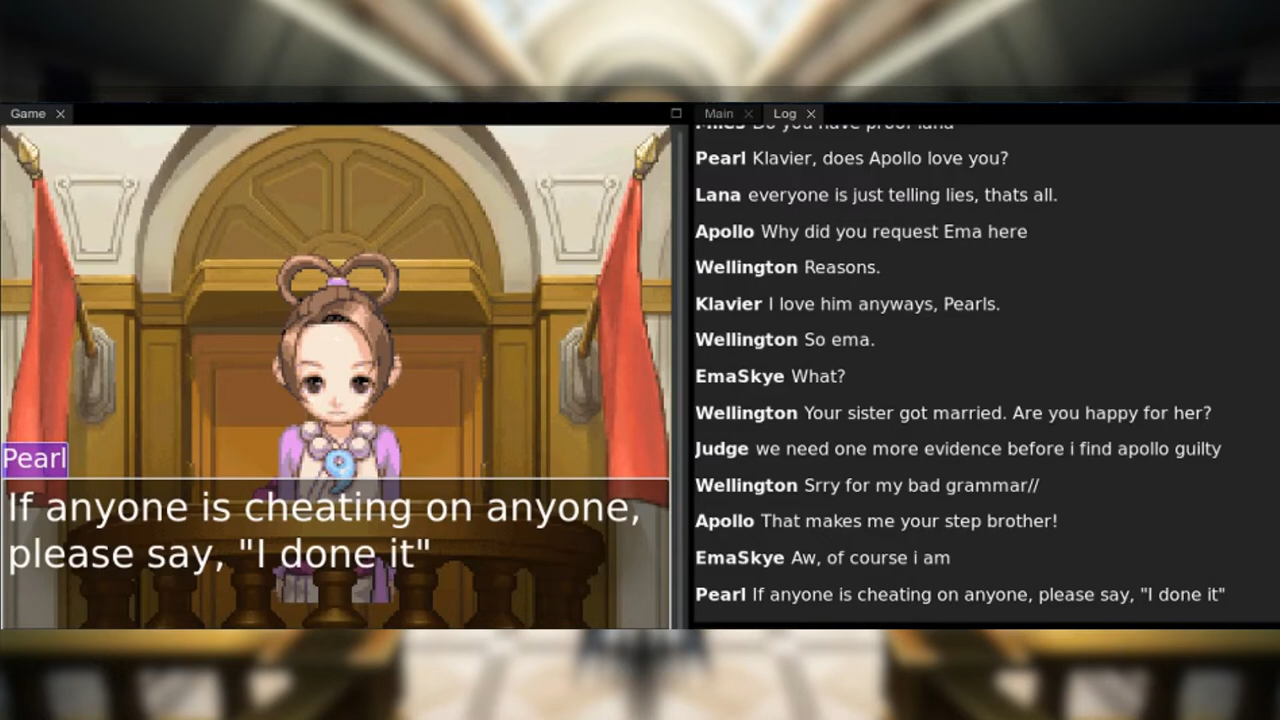 Game
Main
Log
Pearl Klavier, does Apollo love you?
Lana everyone is just telling lies, thats all.
Apollo Why did you request Ema here
Wellington Reasons.
Klavier I love him anyways, Pearls.
Wellington So ema.
EmaSkye What?
Wellington Your sister got married. Are you happy for her?
Judge we need one more evidence before i find apollo guilty
Wellington Srry for my bad grammar//
Apollo That makes me your step brother!
EmaSkye Aw, of course i am
Pearl If anyone is cheating on anyone, please say, "I done it"
Pearl
If anyone is cheating on anyone,
please say, "I done it"